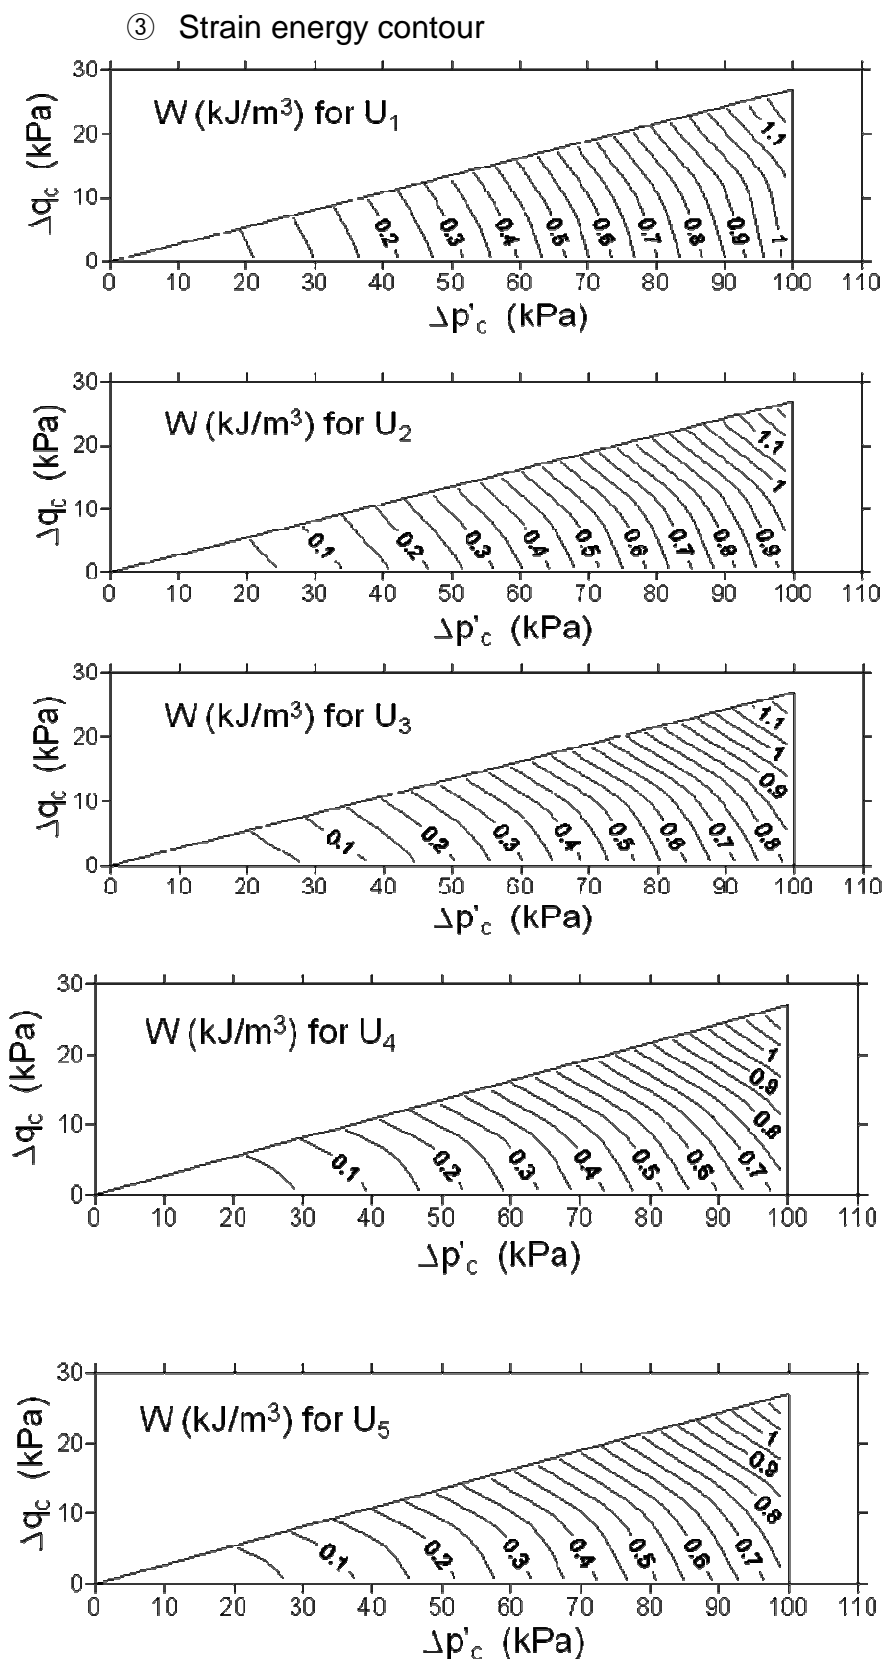 ③ Strain energy contour
30
20
10
0
Δq꜀ (kPa)
W (kJ/m³) for U₁
0.2 0.3 0.4 0.5 0.6 0.7 0.8 0.9 1 1.1
0 10 20 30 40 50 60 70 80 90 100 110
Δp'꜀ (kPa)
30
20
10
0
Δq꜀ (kPa)
W (kJ/m³) for U₂
0.1 0.2 0.3 0.4 0.5 0.6 0.7 0.8 0.9 1 1.1
0 10 20 30 40 50 60 70 80 90 100 110
Δp'꜀ (kPa)
30
20
10
0
Δq꜀ (kPa)
W (kJ/m³) for U₃
0.1 0.2 0.3 0.4 0.5 0.6 0.7 0.8 0.9 1 1.1
0 10 20 30 40 50 60 70 80 90 100 110
Δp'꜀ (kPa)
30
20
10
0
Δq꜀ (kPa)
W (kJ/m³) for U₄
0.1 0.2 0.3 0.4 0.5 0.6 0.7 0.8 0.9 1
0 10 20 30 40 50 60 70 80 90 100 110
Δp'꜀ (kPa)
30
20
10
0
Δq꜀ (kPa)
W (kJ/m³) for U₅
0.1 0.2 0.3 0.4 0.5 0.6 0.7 0.8 0.9 1
0 10 20 30 40 50 60 70 80 90 100 110
Δp'꜀ (kPa)